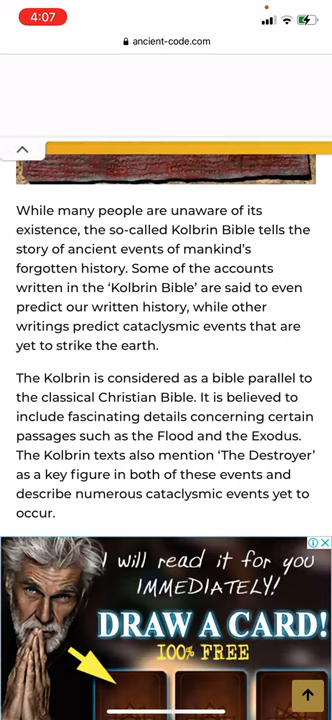 4:07
ancient-code.com
While many people are unaware of its
existence, the so-called Kolbrin Bible tells the
story of ancient events of mankind's
forgotten history. Some of the accounts
written in the ‘Kolbrin Bible’ are said to even
predict our written history, while other
writings predict cataclysmic events that are
yet to strike the earth.
The Kolbrin is considered as a bible parallel to
the classical Christian Bible. It is believed to
include fascinating details concerning certain
passages such as the Flood and the Exodus.
The Kolbrin texts also mention ‘The Destroyer’
as a key figure in both of these events and
describe numerous cataclysmic events yet to
occur.
I will read it for you
IMMEDIATELY!
DRAW A CARD!
100% FREE